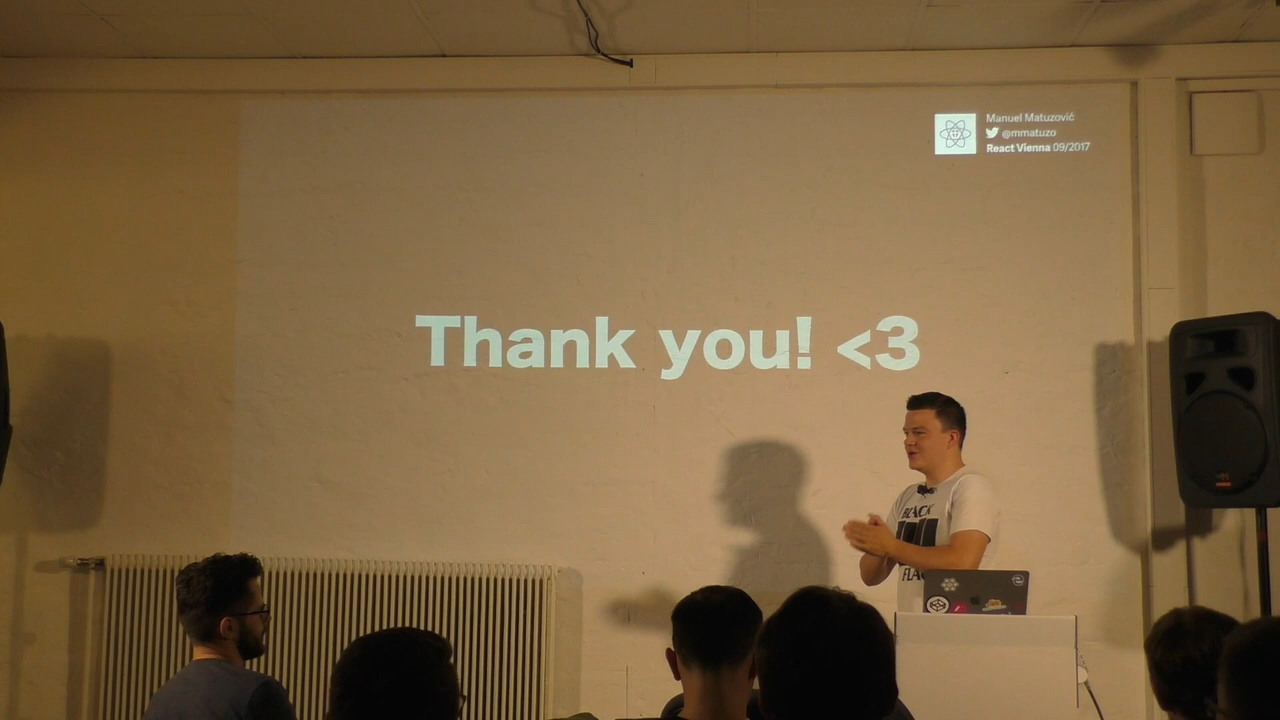 Manuel Matuzović
@mmatuzo
React Vienna 09/2017
Thank you! <3
BLACK
FLAG